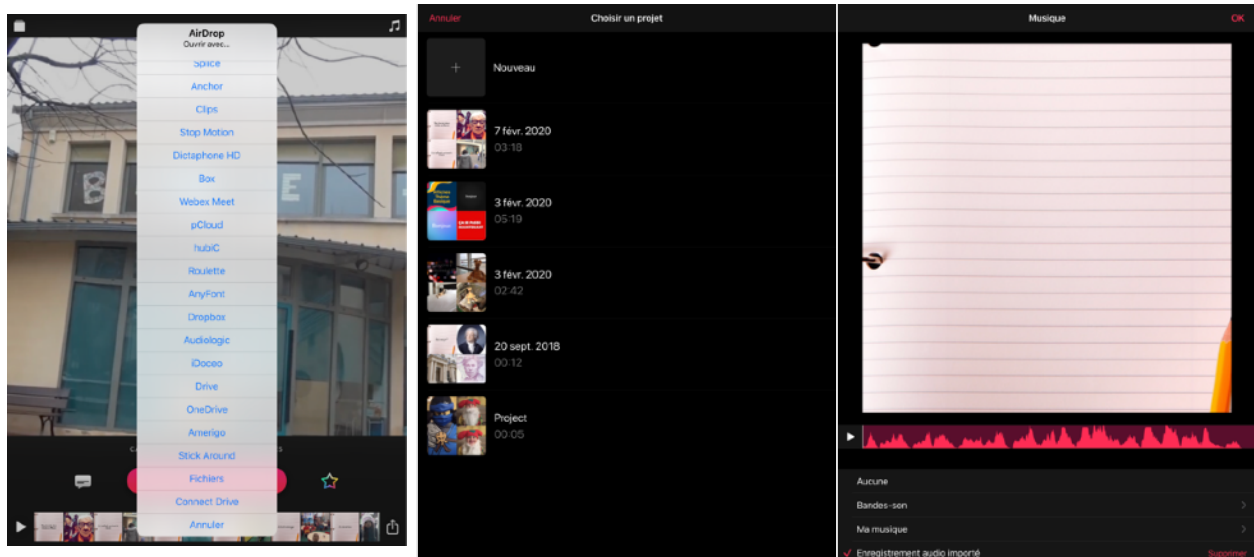 AirDrop
Ouvrir avec...
Splice
Anchor
Clips
Stop Motion
Dictaphone HD
Box
Webex Meet
pCloud
hubiC
Roulette
AnyFont
Dropbox
Audiologic
iDoceo
Drive
OneDrive
Amerigo
Stick Around
Fichiers
Connect Drive
Annuler
Annuler
Choisir un projet
Nouveau
7 févr. 2020
03:18
3 févr. 2020
05:19
3 févr. 2020
02:42
20 sept. 2018
00:12
Project
00:05
Musique
OK
Aucune
Bandes-son
Ma musique
Enregistrement audio importé
Supprimer